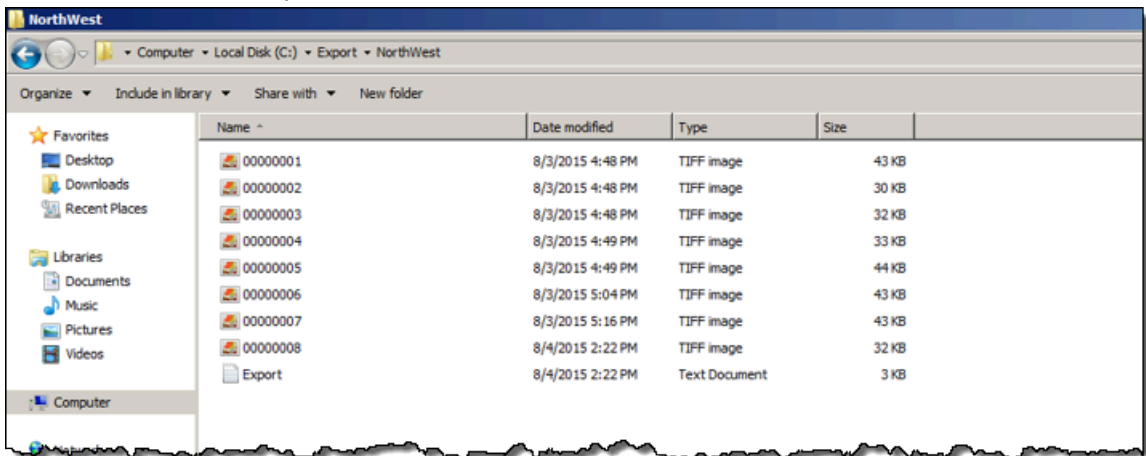 NorthWest
Computer Local Disk (C:) Export NorthWest
Organize Include in library Share with New folder
Name Date modified Type Size
Favorites
Desktop
Downloads
Recent Places
Libraries
Documents
Music
Pictures
Videos
Computer
00000001 8/3/2015 4:48 PM TIFF image 43 KB
00000002 8/3/2015 4:48 PM TIFF image 30 KB
00000003 8/3/2015 4:48 PM TIFF image 32 KB
00000004 8/3/2015 4:49 PM TIFF image 33 KB
00000005 8/3/2015 4:49 PM TIFF image 44 KB
00000006 8/3/2015 5:04 PM TIFF image 43 KB
00000007 8/3/2015 5:16 PM TIFF image 43 KB
00000008 8/4/2015 2:22 PM TIFF image 32 KB
Export 8/4/2015 2:22 PM Text Document 3 KB